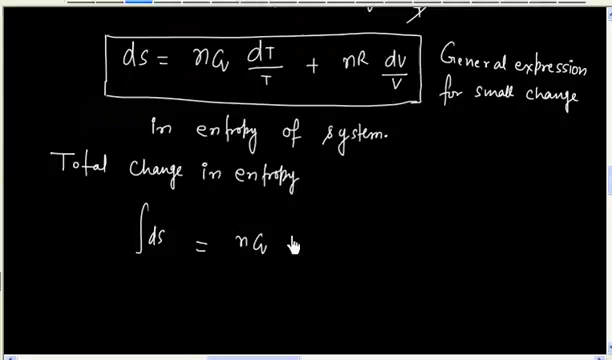 ds = nCv dT/T + nR dv/v General expression
for small change
in entropy of system.
Total change in entropy
∫ds = nCv